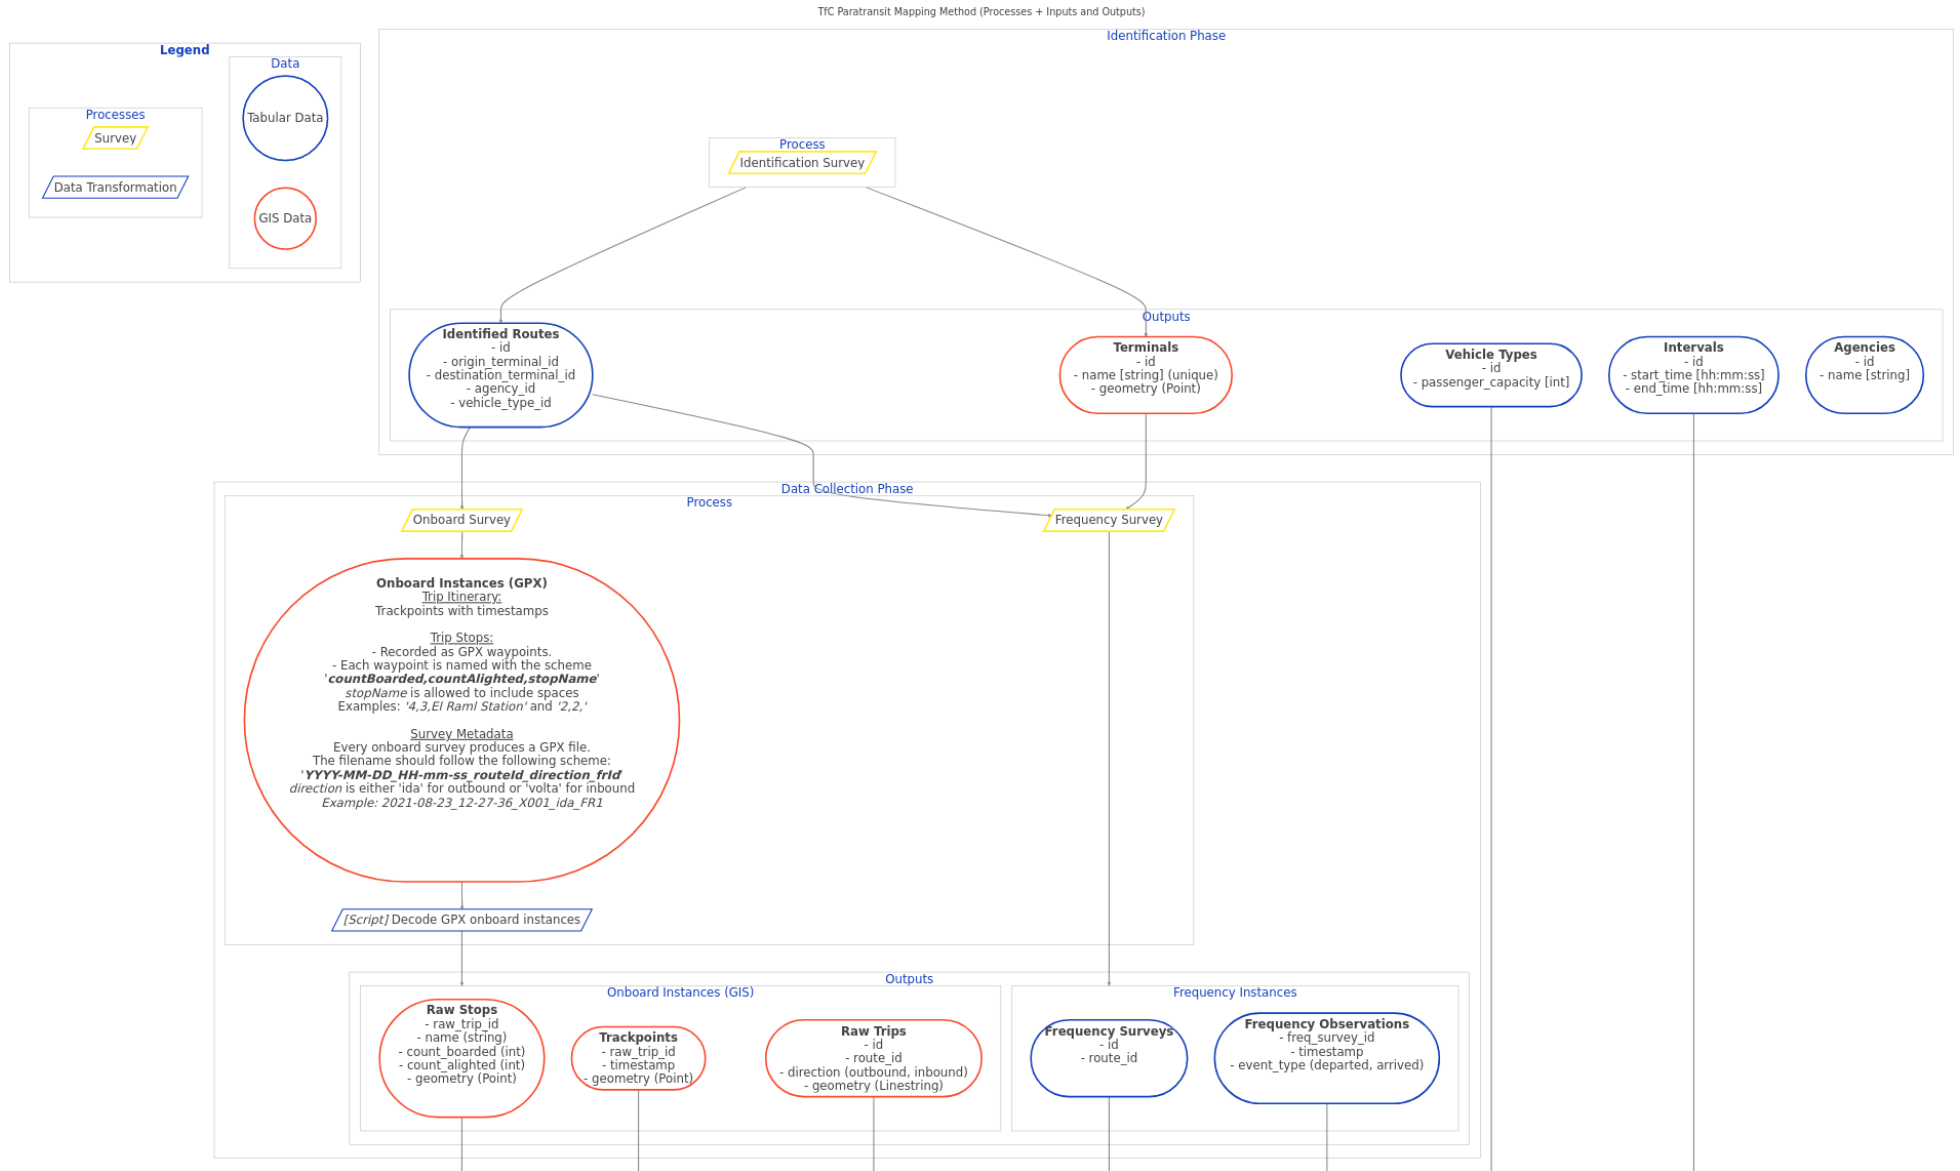 TfC Paratransit Mapping Method (Processes + Inputs and Outputs)
Legend
Processes
Survey
Data Transformation
Data
Tabular Data
GIS Data
Identification Phase
Process
Identification Survey
Outputs
Identified Routes
- id
- origin_terminal_id
- destination_terminal_id
- agency_id
- vehicle_type_id
Terminals
- id
- name [string] (unique)
- geometry (Point)
Vehicle Types
- id
- passenger_capacity [int]
Intervals
- id
- start_time [hh:mm:ss]
- end_time [hh:mm:ss]
Agencies
- id
- name [string]
Data Collection Phase
Process
Onboard Survey
Frequency Survey
Onboard Instances (GPX)
Trip Itinerary:
Trackpoints with timestamps
Trip Stops:
- Recorded as GPX waypoints.
- Each waypoint is named with the scheme
'countBoarded,countAlighted,stopName'
stopName is allowed to include spaces
Examples: '4,3,El Raml Station' and '2,2,'
Survey Metadata
Every onboard survey produces a GPX file.
The filename should follow the following scheme:
'YYYY-MM-DD_HH-mm-ss_routeId_direction_frId'
direction is either 'ida' for outbound or 'volta' for inbound
Example: 2021-08-23_12-27-36_X001_ida_FR1
[Script] Decode GPX onboard instances
Outputs
Onboard Instances (GIS)
Raw Stops
- raw_trip_id
- name (string)
- count_boarded (int)
- count_alighted (int)
- geometry (Point)
Trackpoints
- raw_trip_id
- timestamp
- geometry (Point)
Raw Trips
- id
- route_id
- direction (outbound, inbound)
- geometry (Linestring)
Frequency Instances
Frequency Surveys
- id
- route_id
Frequency Observations
- freq_survey_id
- timestamp
- event_type (departed, arrived)